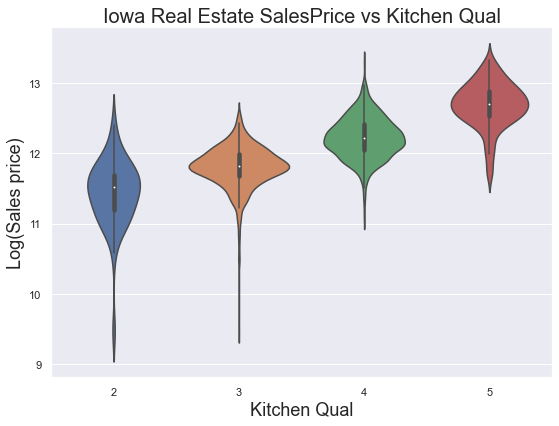 Iowa Real Estate SalesPrice vs Kitchen Qual
Log(Sales price)
13
12
11
10
9
2 3 4 5
Kitchen Qual